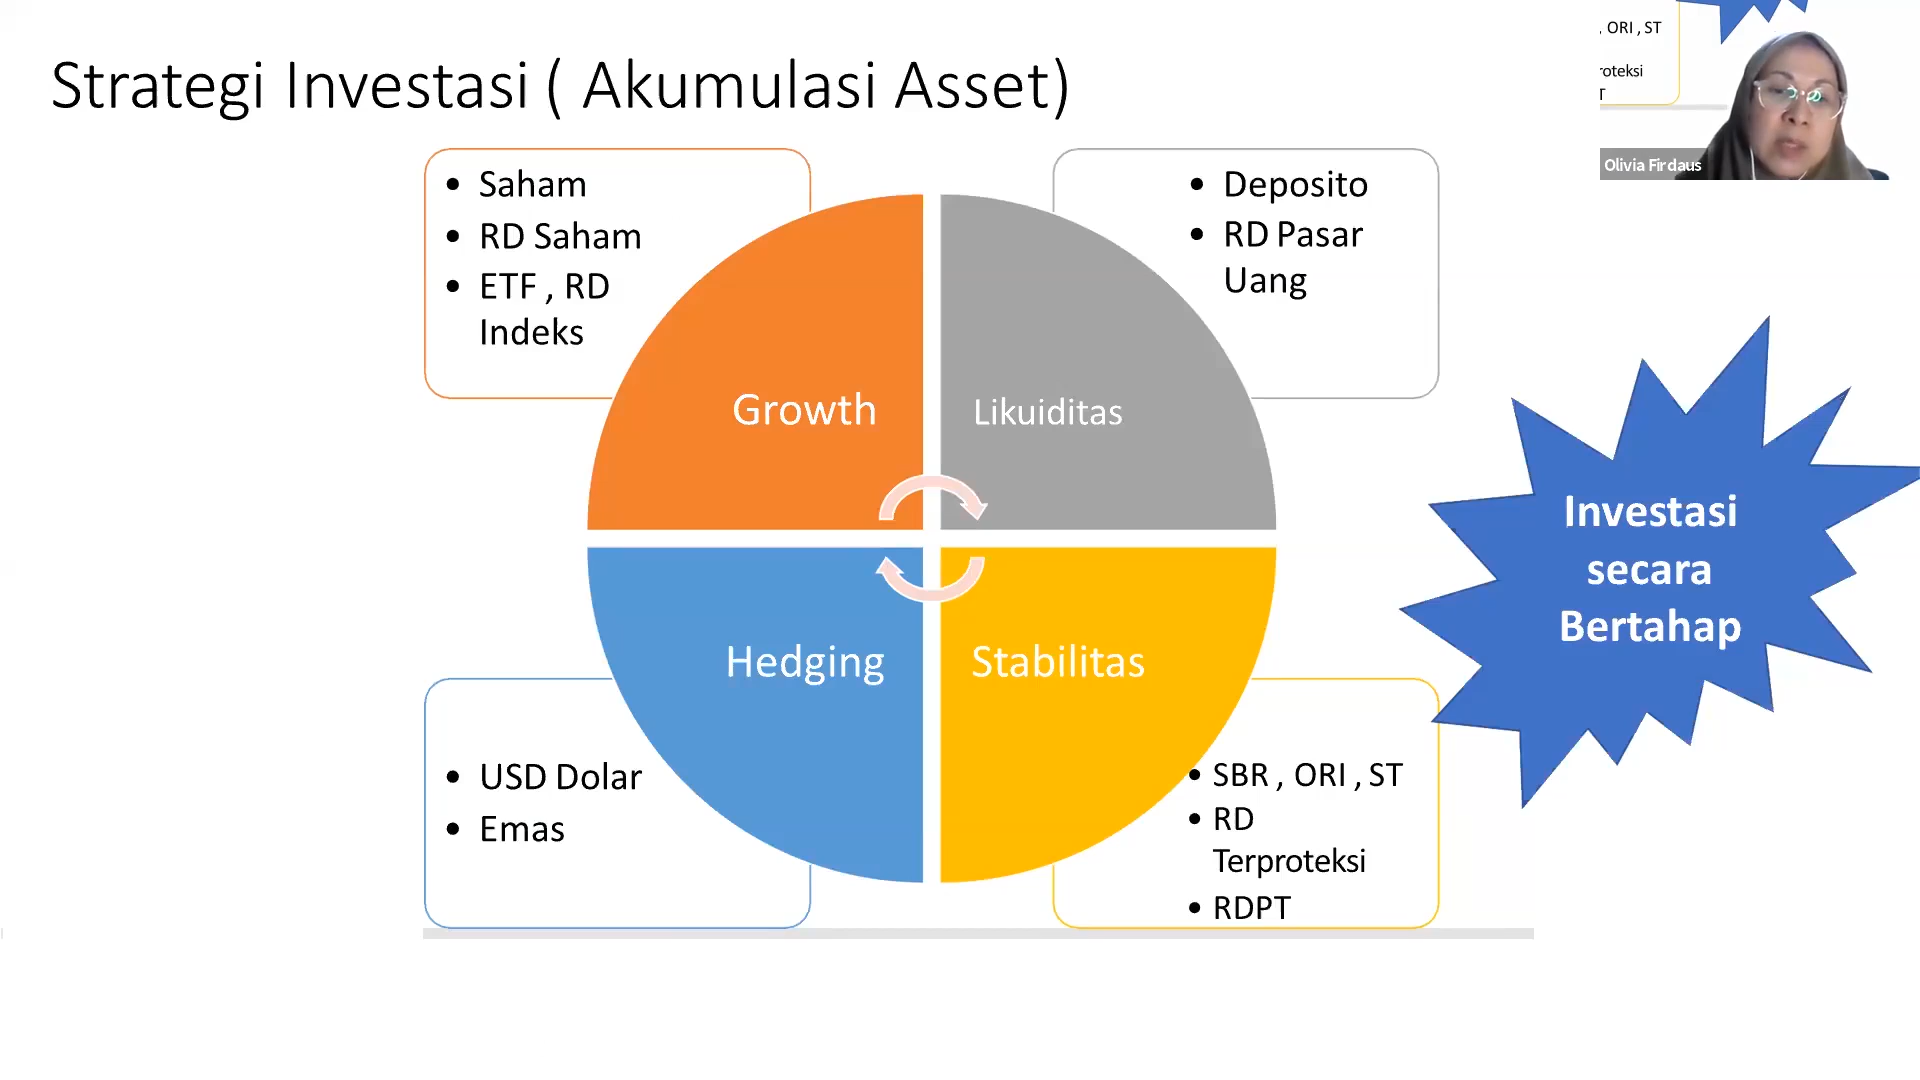 Strategi Investasi ( Akumulasi Asset)
, ORI , ST
roteksi
T
Olivia Firdaus
• Saham
• RD Saham
• ETF , RD
Indeks
• Deposito
• RD Pasar
Uang
Growth
Likuiditas
Investasi
secara
Bertahap
Hedging
Stabilitas
• USD Dolar
• Emas
• SBR , ORI , ST
• RD
Terproteksi
• RDPT